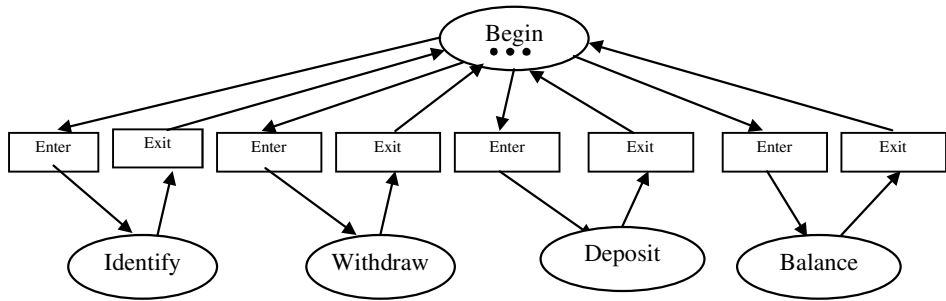 Begin
•••
Enter
Exit
Enter
Exit
Enter
Exit
Enter
Exit
Identify
Withdraw
Deposit
Balance